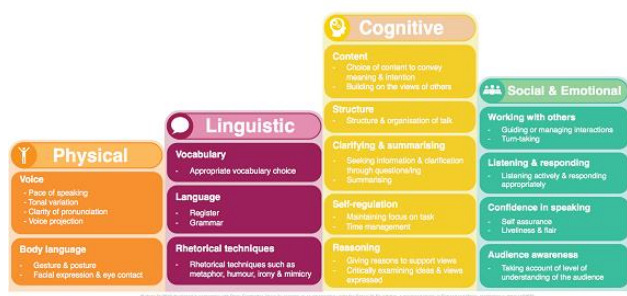 Physical
Voice
- Pace of speaking
- Tonal variation
- Clarity of pronunciation
- Voice projection
Body language
- Gesture & posture
- Facial expression & eye contact
Linguistic
Vocabulary
- Appropriate vocabulary choice
Language
- Register
- Grammar
Rhetorical techniques
- Rhetorical techniques such as
metaphor, humour, irony & mimicry
Cognitive
Content
- Choice of content to convey
meaning & intention
- Building on the views of others
Structure
- Structure & organisation of talk
Clarifying & summarising
- Seeking information & clarification
through questions/ing
- Summarising
Self-regulation
- Maintaining focus on task
- Time management
Reasoning
- Giving reasons to support views
- Critically examining ideas & views
expressed
Social & Emotional
Working with others
- Guiding or managing interactions
- Turn-taking
Listening & responding
- Listening actively & responding
appropriately
Confidence in speaking
- Self assurance
- Liveliness & flair
Audience awareness
- Taking account of level of
understanding of the audience